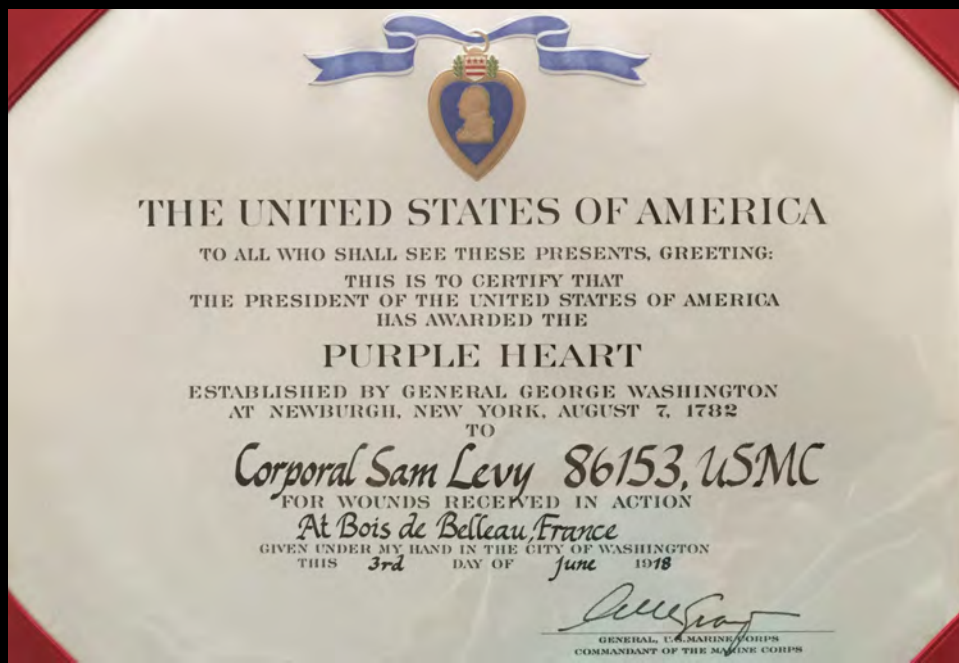 THE UNITED STATES OF AMERICA
TO ALL WHO SHALL SEE THESE PRESENTS, GREETING:
THIS IS TO CERTIFY THAT
THE PRESIDENT OF THE UNITED STATES OF AMERICA
HAS AWARDED THE
PURPLE HEART
ESTABLISHED BY GENERAL GEORGE WASHINGTON
AT NEWBURGH, NEW YORK, AUGUST 7, 1782
TO
Corporal Sam Levy 86153, USMC
FOR WOUNDS RECEIVED IN ACTION
At Bois de Belleau, France
GIVEN UNDER MY HAND IN THE CITY OF WASHINGTON
THIS 3rd DAY OF June 1918
GENERAL, U.S. MARINE CORPS
COMMANDANT OF THE MARINE CORPS